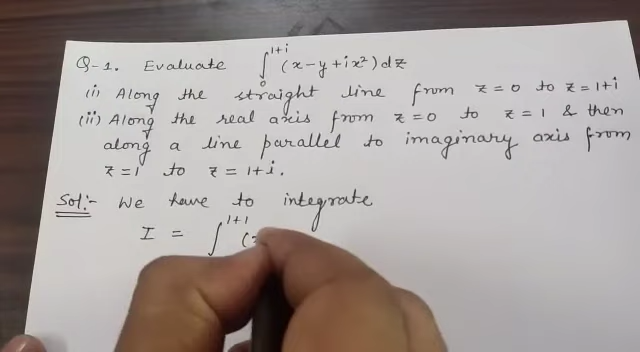 Q-1. Evaluate ∫₀^{1+i} (x-y+ix²)dz
(i) Along the straight line from z=0 to z=1+i
(ii) Along the real axis from z=0 to z=1 & then
along a line parallel to imaginary axis from
z=1 to z=1+i.
Sol:- We have to integrate
I = ∫^{1+1} (